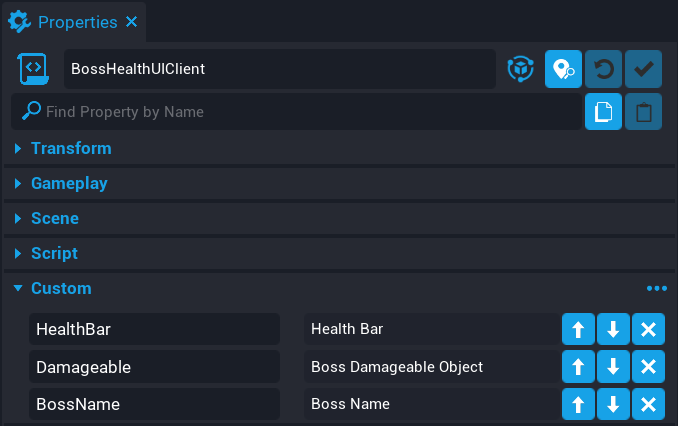 Properties
BossHealthUIClient
Find Property by Name
Transform
Gameplay
Scene
Script
Custom
HealthBar Health Bar
Damageable Boss Damageable Object
BossName Boss Name